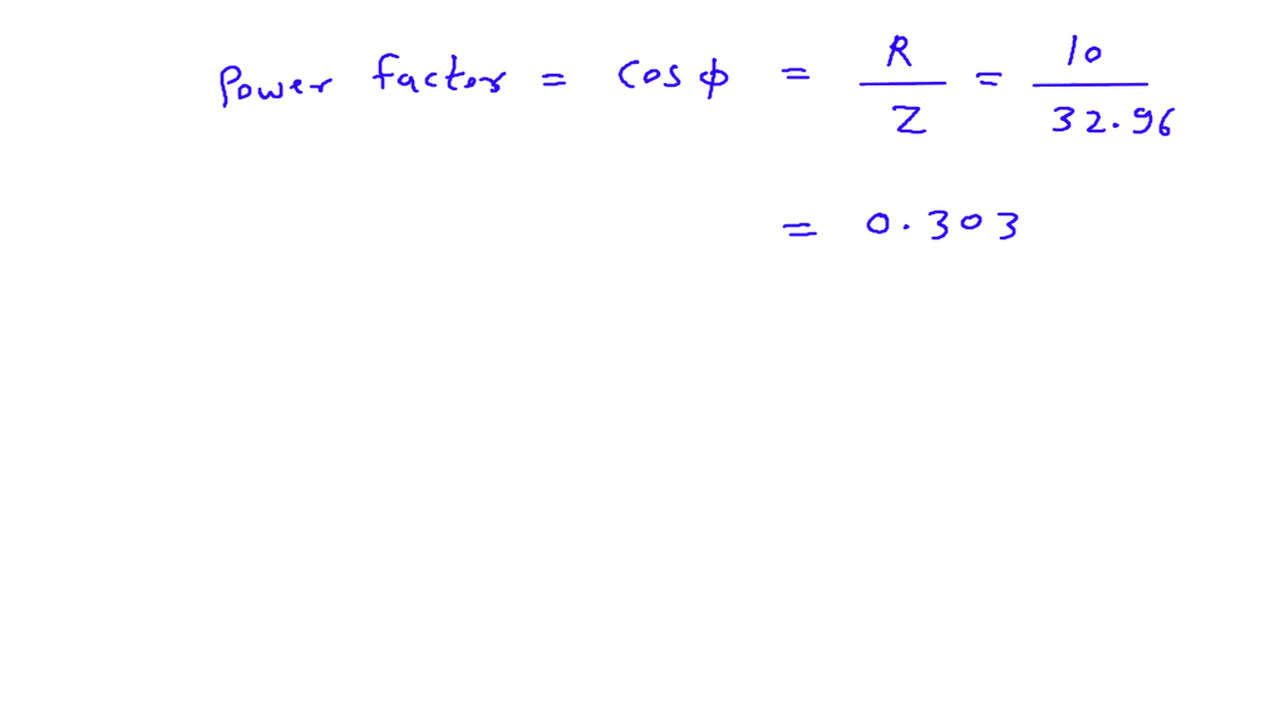 Power factor = cos φ = R / Z = 10 / 32.96
= 0.303